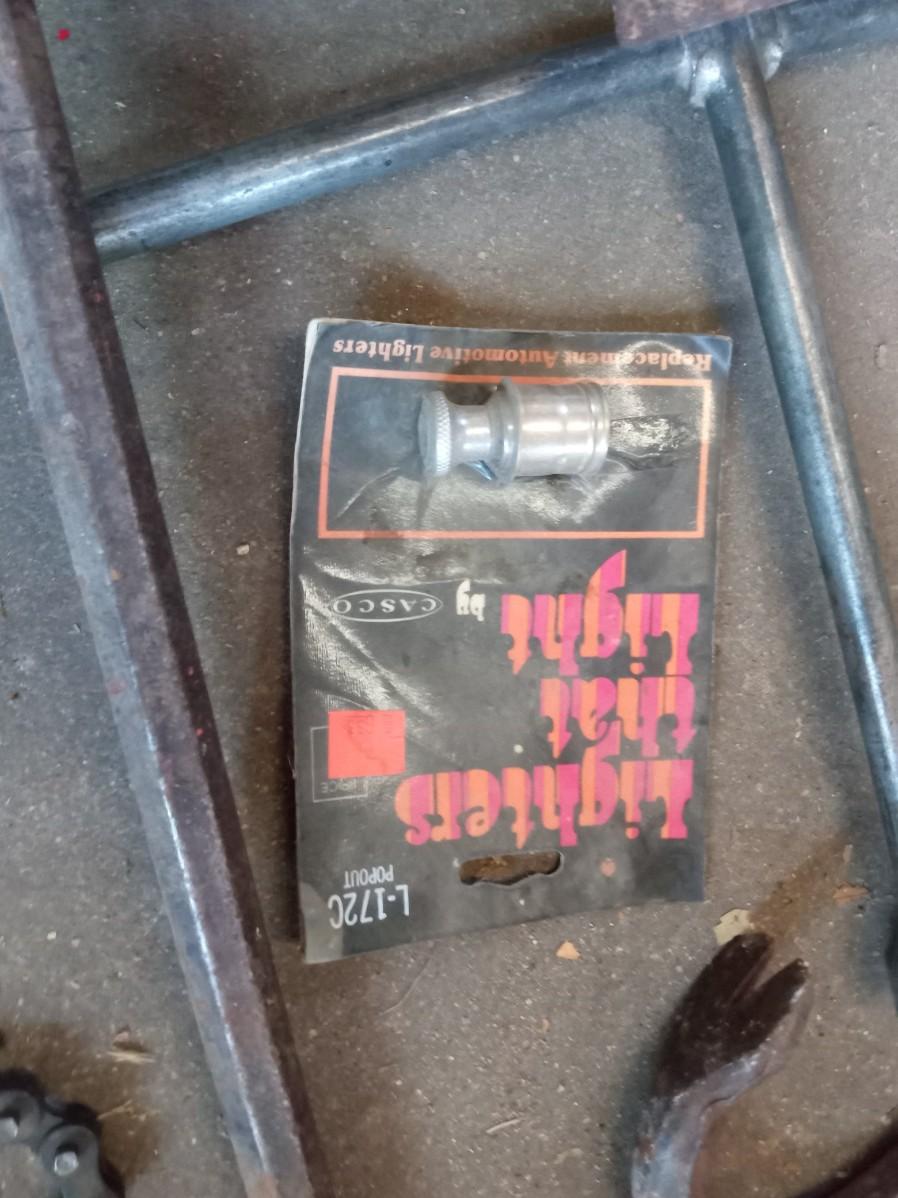 L-172C
POPOUT
Lighters
that
Light
by CASCO
PRICE
Replacement Automotive Lighters